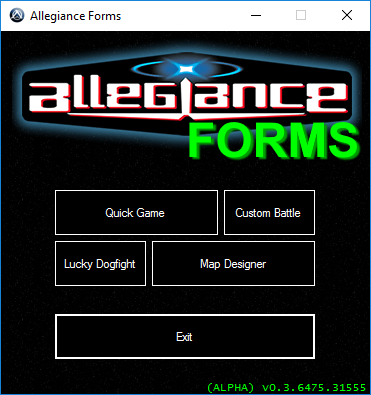 Allegiance Forms
allegiance
FORMS
Quick Game
Custom Battle
Lucky Dogfight
Map Designer
Exit
(ALPHA) v0.3.6475.31555